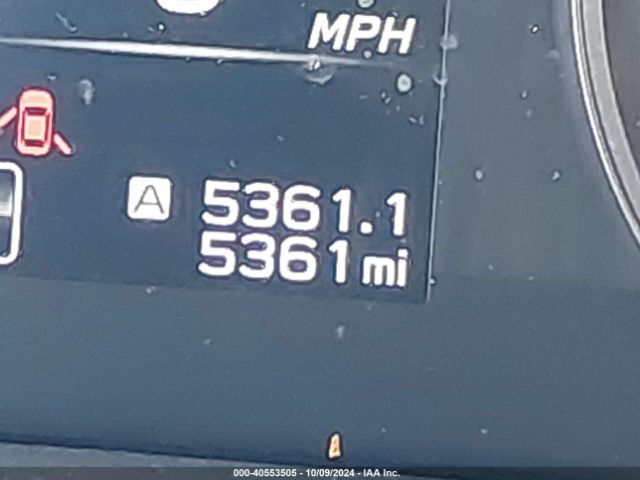 MPH
A 5361.1
5361 mi
000-40553505 - 10/09/2024 - IAA Inc.